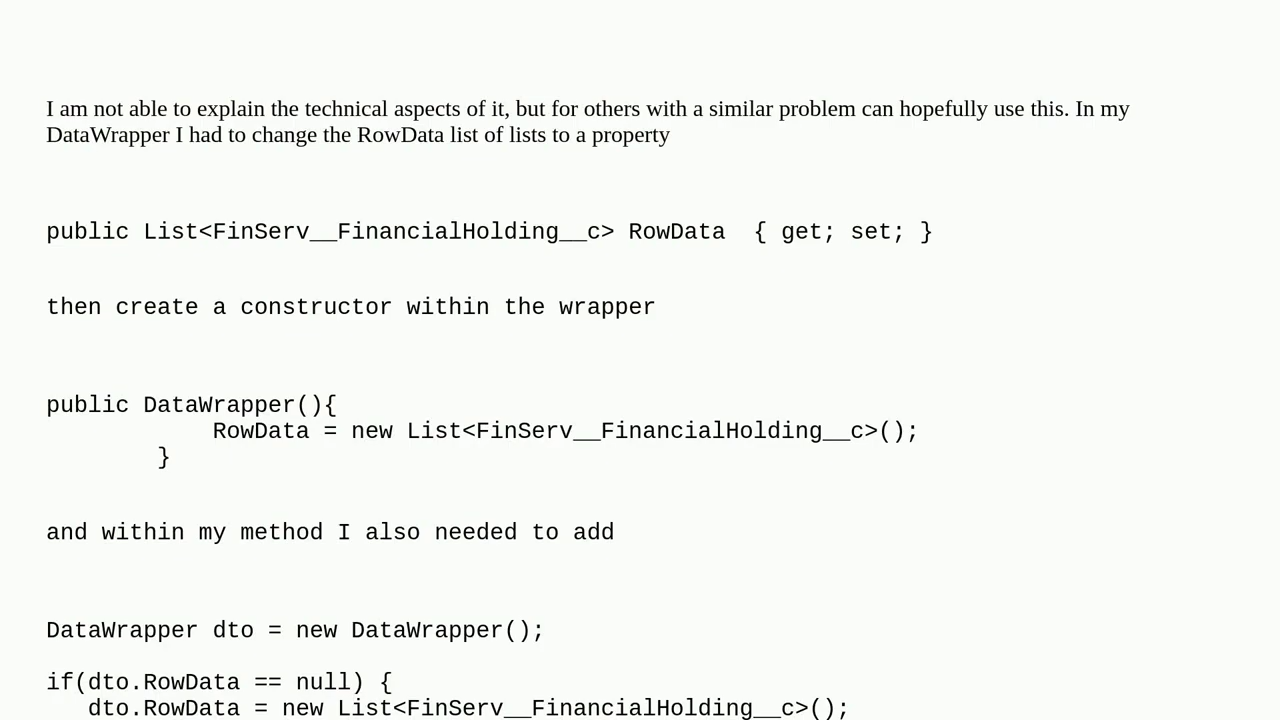 I am not able to explain the technical aspects of it, but for others with a similar problem can hopefully use this. In my
DataWrapper I had to change the RowData list of lists to a property
public List<FinServ__FinancialHolding__c> RowData  { get; set; }
then create a constructor within the wrapper
public DataWrapper(){
            RowData = new List<FinServ__FinancialHolding__c>();
        }
and within my method I also needed to add
DataWrapper dto = new DataWrapper();
if(dto.RowData == null) {
   dto.RowData = new List<FinServ__FinancialHolding__c>();